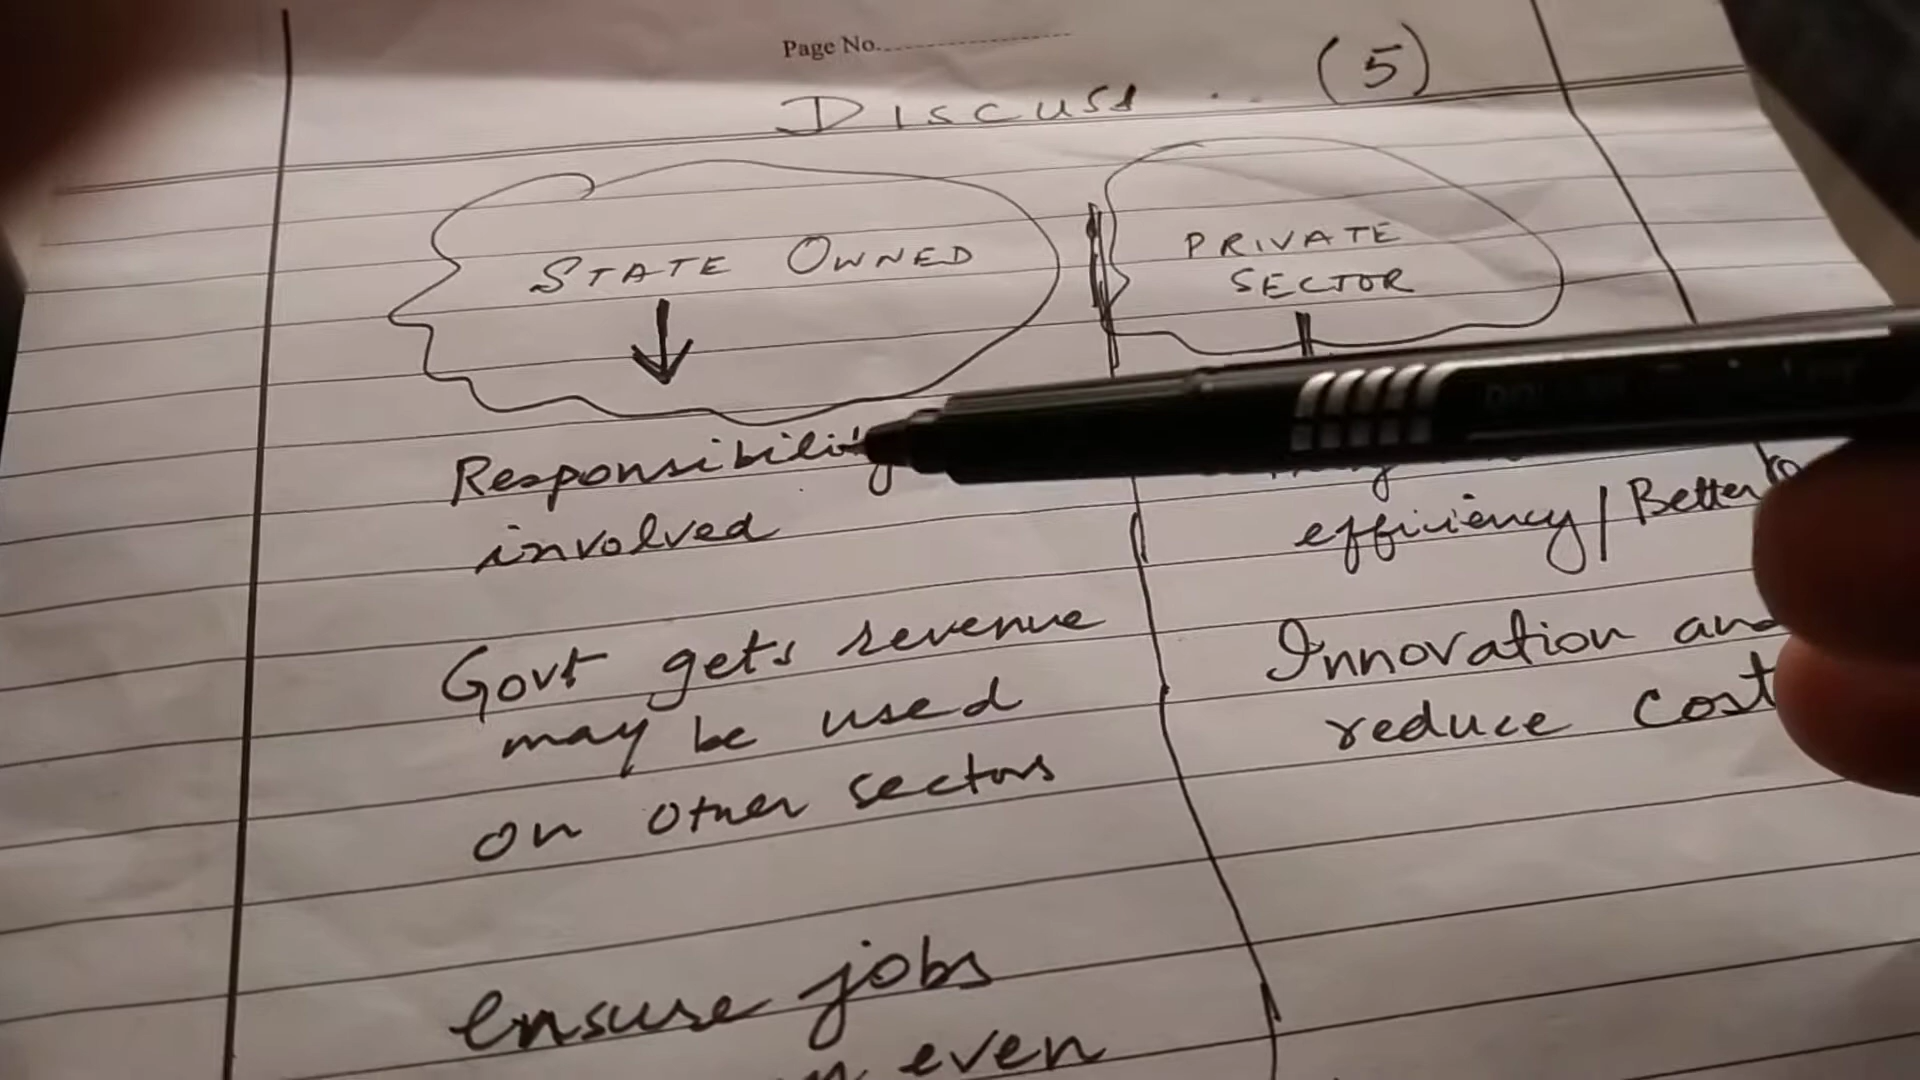 Page No.
Discuss ... (5)
STATE OWNED
Responsibility
involved
Govt gets revenue
may be used
on other sectors
ensure jobs
even
PRIVATE
SECTOR
efficiency / Better
Innovation and
reduce cost